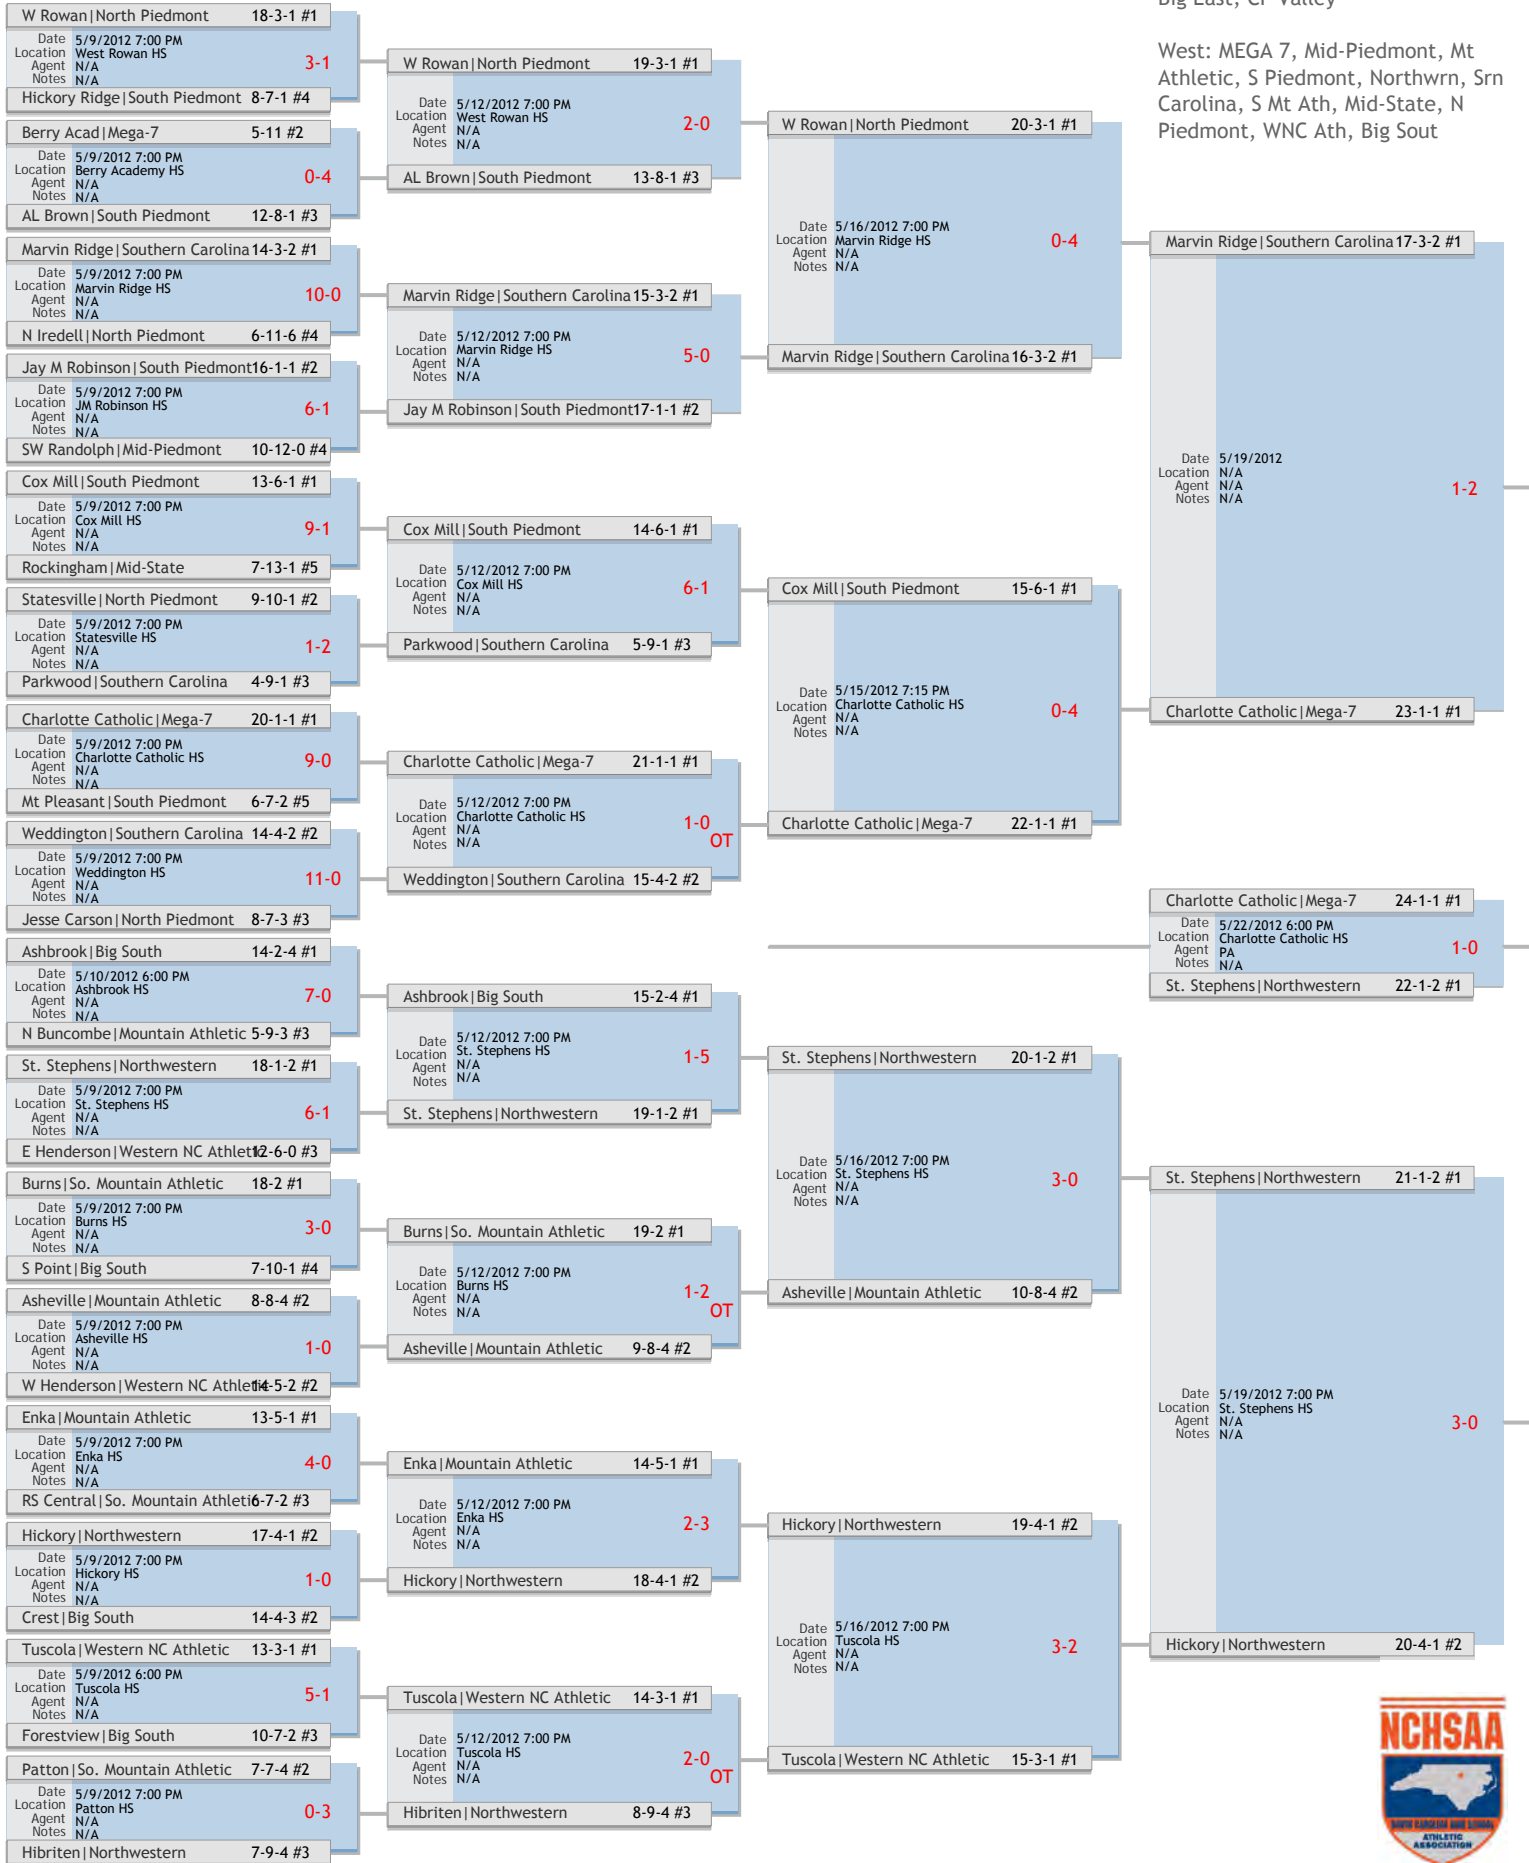 Big East, CP Valley
West: MEGA 7, Mid-Piedmont, Mt
Athletic, S Piedmont, Northwrn, Srn
Carolina, S Mt Ath, Mid-State, N
Piedmont, WNC Ath, Big Sout
W Rowan|North Piedmont 18-3-1 #1
Date 5/9/2012 7:00 PM
Location West Rowan HS
Agent N/A
Notes N/A
3-1
Hickory Ridge|South Piedmont 8-7-1 #4
Berry Acad|Mega-7 5-11 #2
Date 5/9/2012 7:00 PM
Location Berry Academy HS
Agent N/A
Notes N/A
0-4
AL Brown|South Piedmont 12-8-1 #3
Marvin Ridge|Southern Carolina 14-3-2 #1
Date 5/9/2012 7:00 PM
Location Marvin Ridge HS
Agent N/A
Notes N/A
10-0
N Iredell|North Piedmont 6-11-6 #4
Jay M Robinson|South Piedmont 16-1-1 #2
Date 5/9/2012 7:00 PM
Location JM Robinson HS
Agent N/A
Notes N/A
6-1
SW Randolph|Mid-Piedmont 10-12-0 #4
Cox Mill|South Piedmont 13-6-1 #1
Date 5/9/2012 7:00 PM
Location Cox Mill HS
Agent N/A
Notes N/A
9-1
Rockingham|Mid-State 7-13-1 #5
Statesville|North Piedmont 9-10-1 #2
Date 5/9/2012 7:00 PM
Location Statesville HS
Agent N/A
Notes N/A
1-2
Parkwood|Southern Carolina 4-9-1 #3
Charlotte Catholic|Mega-7 20-1-1 #1
Date 5/9/2012 7:00 PM
Location Charlotte Catholic HS
Agent N/A
Notes N/A
9-0
Mt Pleasant|South Piedmont 6-7-2 #5
Weddington|Southern Carolina 14-4-2 #2
Date 5/9/2012 7:00 PM
Location Weddington HS
Agent N/A
Notes N/A
11-0
Jesse Carson|North Piedmont 8-7-3 #3
Ashbrook|Big South 14-2-4 #1
Date 5/10/2012 6:00 PM
Location Ashbrook HS
Agent N/A
Notes N/A
7-0
N Buncombe|Mountain Athletic 5-9-3 #3
St. Stephens|Northwestern 18-1-2 #1
Date 5/9/2012 7:00 PM
Location St. Stephens HS
Agent N/A
Notes N/A
6-1
E Henderson|Western NC Athletic 12-6-0 #3
Burns|So. Mountain Athletic 18-2 #1
Date 5/9/2012 7:00 PM
Location Burns HS
Agent N/A
Notes N/A
3-0
S Point|Big South 7-10-1 #4
Asheville|Mountain Athletic 8-8-4 #2
Date 5/9/2012 7:00 PM
Location Asheville HS
Agent N/A
Notes N/A
1-0
W Henderson|Western NC Athletic 14-5-2 #2
Enka|Mountain Athletic 13-5-1 #1
Date 5/9/2012 7:00 PM
Location Enka HS
Agent N/A
Notes N/A
4-0
RS Central|So. Mountain Athletic 6-7-2 #3
Hickory|Northwestern 17-4-1 #2
Date 5/9/2012 7:00 PM
Location Hickory HS
Agent N/A
Notes N/A
1-0
Crest|Big South 14-4-3 #2
Tuscola|Western NC Athletic 13-3-1 #1
Date 5/9/2012 6:00 PM
Location Tuscola HS
Agent N/A
Notes N/A
5-1
Forestview|Big South 10-7-2 #3
Patton|So. Mountain Athletic 7-7-4 #2
Date 5/9/2012 7:00 PM
Location Patton HS
Agent N/A
Notes N/A
0-3
Hibriten|Northwestern 7-9-4 #3
W Rowan|North Piedmont 19-3-1 #1
Date 5/12/2012 7:00 PM
Location West Rowan HS
Agent N/A
Notes N/A
2-0
AL Brown|South Piedmont 13-8-1 #3
Marvin Ridge|Southern Carolina 15-3-2 #1
Date 5/12/2012 7:00 PM
Location Marvin Ridge HS
Agent N/A
Notes N/A
5-0
Jay M Robinson|South Piedmont 17-1-1 #2
Cox Mill|South Piedmont 14-6-1 #1
Date 5/12/2012 7:00 PM
Location Cox Mill HS
Agent N/A
Notes N/A
6-1
Parkwood|Southern Carolina 5-9-1 #3
Charlotte Catholic|Mega-7 21-1-1 #1
Date 5/12/2012 7:00 PM
Location Charlotte Catholic HS
Agent N/A
Notes N/A
1-0
OT
Weddington|Southern Carolina 15-4-2 #2
Ashbrook|Big South 15-2-4 #1
Date 5/12/2012 7:00 PM
Location St. Stephens HS
Agent N/A
Notes N/A
1-5
St. Stephens|Northwestern 19-1-2 #1
Burns|So. Mountain Athletic 19-2 #1
Date 5/12/2012 7:00 PM
Location Burns HS
Agent N/A
Notes N/A
1-2
OT
Asheville|Mountain Athletic 9-8-4 #2
Enka|Mountain Athletic 14-5-1 #1
Date 5/12/2012 7:00 PM
Location Enka HS
Agent N/A
Notes N/A
2-3
Hickory|Northwestern 18-4-1 #2
Tuscola|Western NC Athletic 14-3-1 #1
Date 5/12/2012 7:00 PM
Location Tuscola HS
Agent N/A
Notes N/A
2-0
OT
Hibriten|Northwestern 8-9-4 #3
W Rowan|North Piedmont 20-3-1 #1
Date 5/16/2012 7:00 PM
Location Marvin Ridge HS
Agent N/A
Notes N/A
0-4
Marvin Ridge|Southern Carolina 16-3-2 #1
Cox Mill|South Piedmont 15-6-1 #1
Date 5/15/2012 7:15 PM
Location Charlotte Catholic HS
Agent N/A
Notes N/A
0-4
Charlotte Catholic|Mega-7 22-1-1 #1
St. Stephens|Northwestern 20-1-2 #1
Date 5/16/2012 7:00 PM
Location St. Stephens HS
Agent N/A
Notes N/A
3-0
Asheville|Mountain Athletic 10-8-4 #2
Hickory|Northwestern 19-4-1 #2
Date 5/16/2012 7:00 PM
Location Tuscola HS
Agent N/A
Notes N/A
3-2
Tuscola|Western NC Athletic 15-3-1 #1
Marvin Ridge|Southern Carolina 17-3-2 #1
Date 5/19/2012
Location N/A
Agent N/A
Notes N/A
1-2
Charlotte Catholic|Mega-7 23-1-1 #1
Charlotte Catholic|Mega-7 24-1-1 #1
Date 5/22/2012 6:00 PM
Location Charlotte Catholic HS
Agent PA
Notes N/A
1-0
St. Stephens|Northwestern 22-1-2 #1
St. Stephens|Northwestern 21-1-2 #1
Date 5/19/2012 7:00 PM
Location St. Stephens HS
Agent N/A
Notes N/A
3-0
Hickory|Northwestern 20-4-1 #2
NCHSAA
NORTH CAROLINA HIGH SCHOOL
ATHLETIC
ASSOCIATION